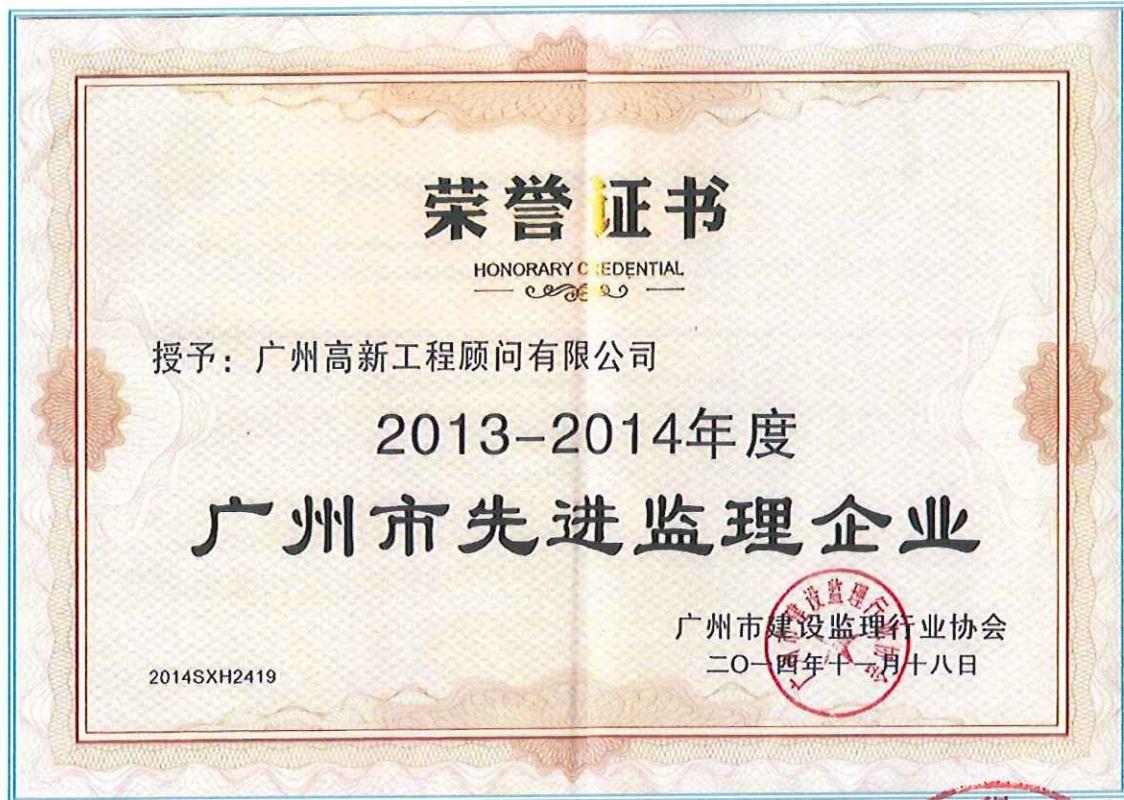 荣誉证书
HONORARY CREDENTIAL
授予：广州高新工程顾问有限公司
2013-2014年度
广州市先进监理企业
广州市建设监理行业协会
二〇一四年十一月十八日
2014SXH2419